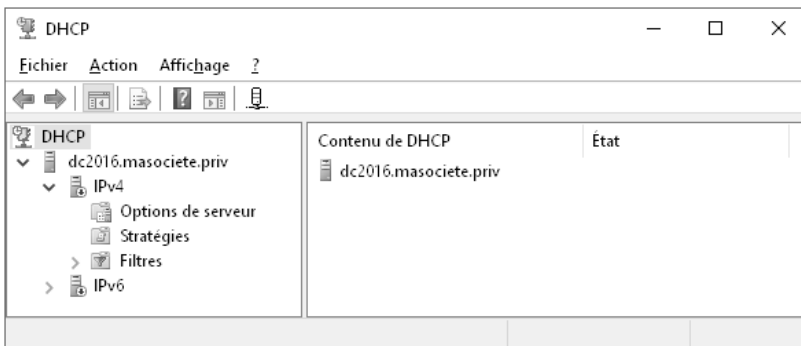 DHCP
Fichier Action Affichage ?
DHCP
dc2016.masociete.priv
IPv4
Options de serveur
Stratégies
Filtres
IPv6
Contenu de DHCP État
dc2016.masociete.priv